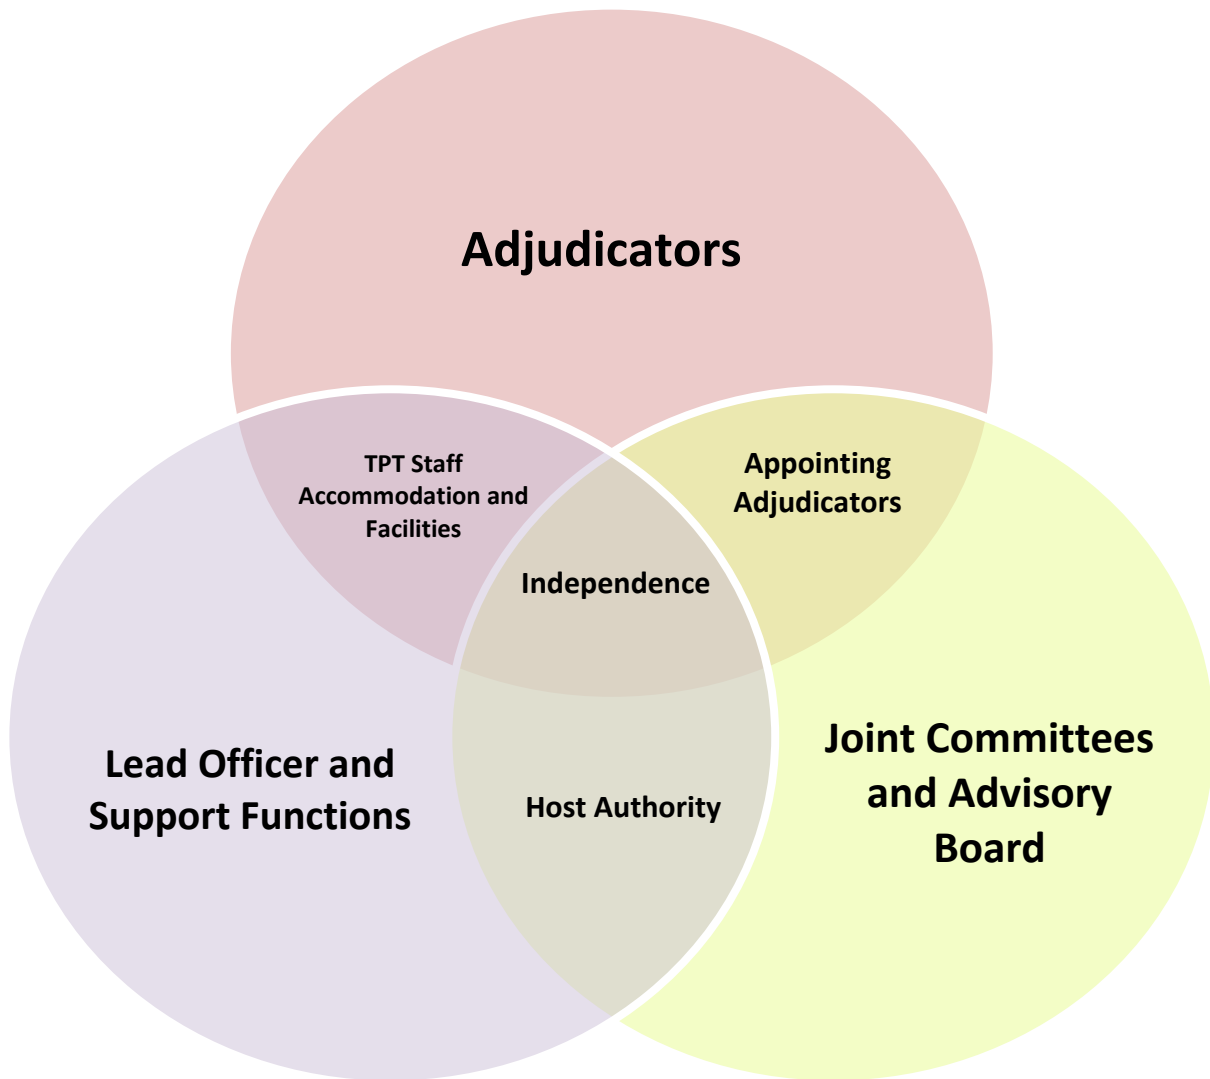 Adjudicators
TPT Staff
Accommodation and
Facilities
Appointing
Adjudicators
Independence
Lead Officer and
Support Functions
Host Authority
Joint Committees
and Advisory
Board